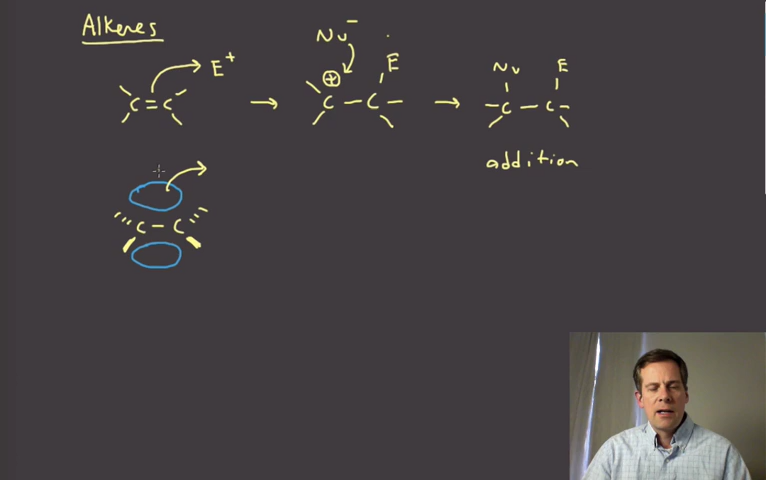 Alkenes
C=C E+
Nu-
⊕ E
C-C
Nu E
C-C
addition
C-C